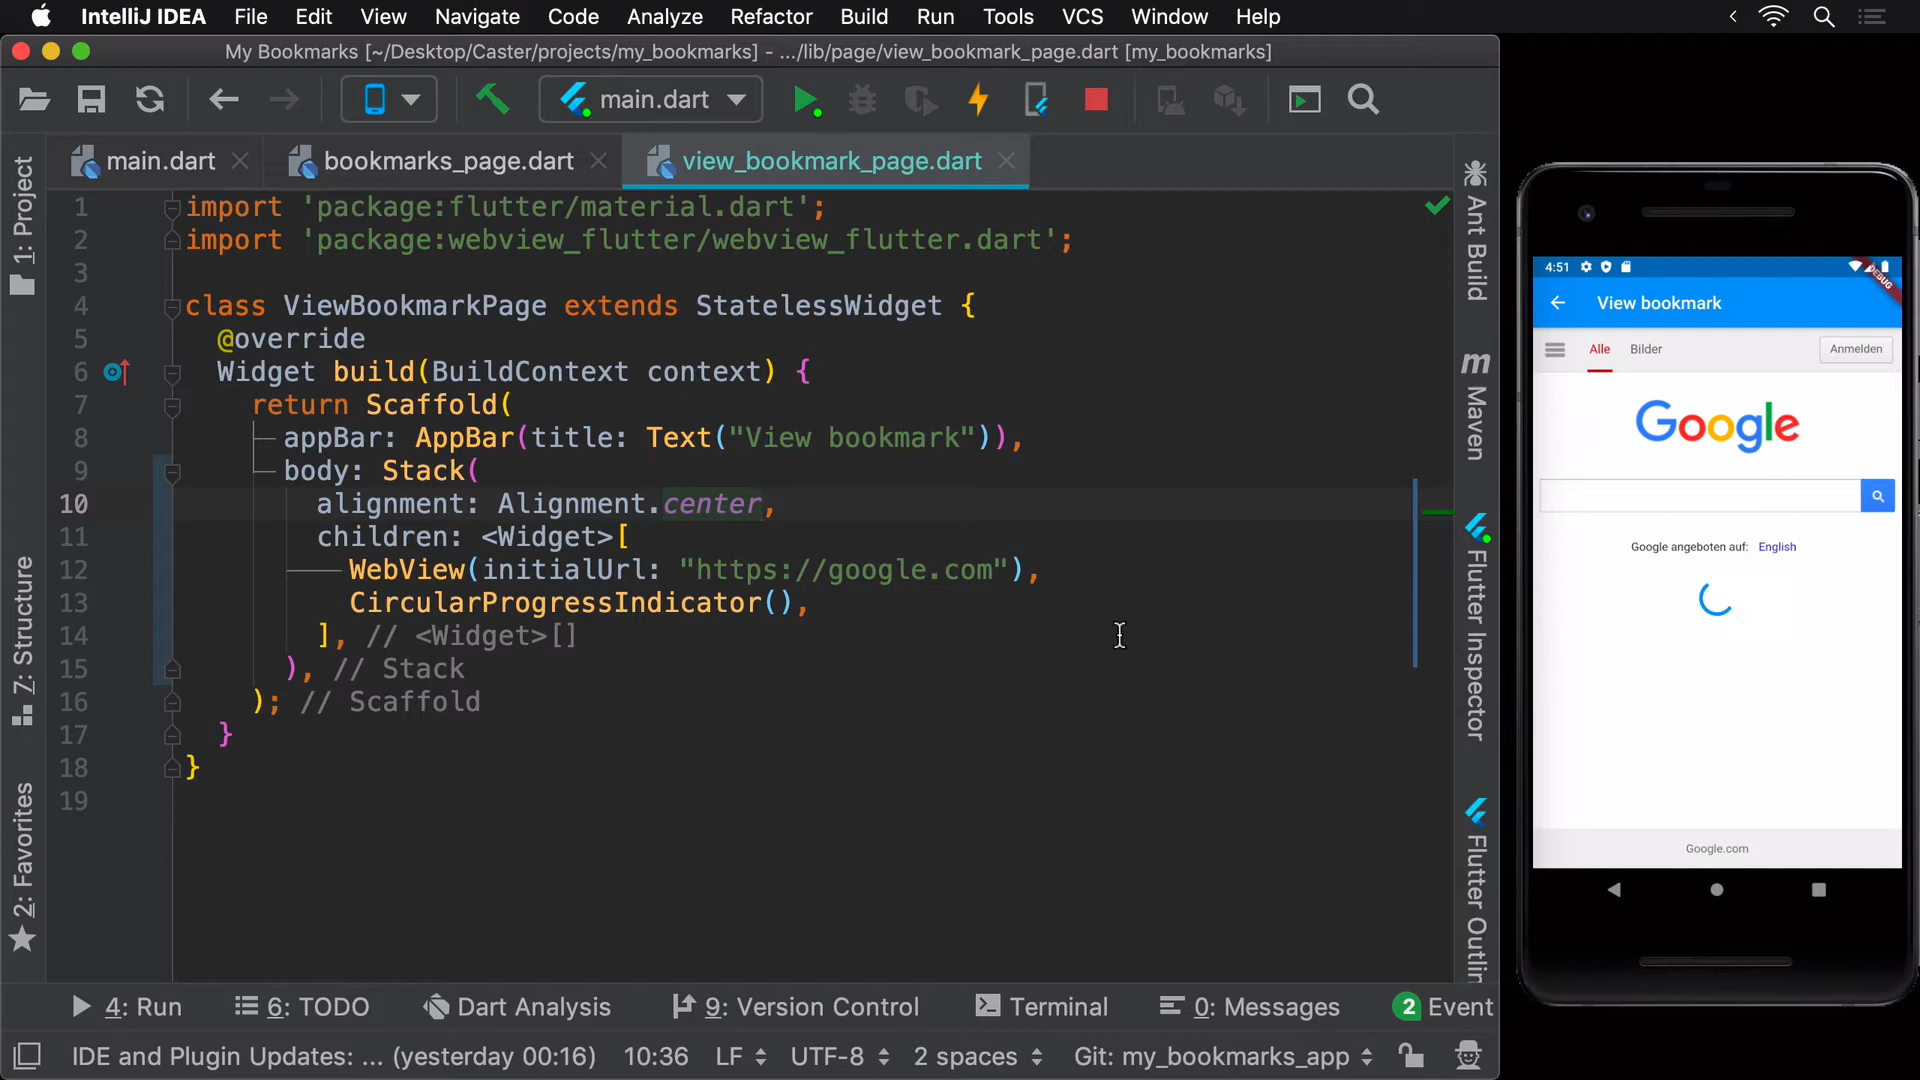 IntelliJ IDEA File Edit View Navigate Code Analyze Refactor Build Run Tools VCS Window Help
My Bookmarks [~/Desktop/Caster/projects/my_bookmarks] - .../lib/page/view_bookmark_page.dart [my_bookmarks]
main.dart
main.dart
bookmarks_page.dart
view_bookmark_page.dart
1: Project
7: Structure
2: Favorites
1 import 'package:flutter/material.dart';
2 import 'package:webview_flutter/webview_flutter.dart';
3
4 class ViewBookmarkPage extends StatelessWidget {
5 @override
6 Widget build(BuildContext context) {
7 return Scaffold(
8 appBar: AppBar(title: Text("View bookmark")),
9 body: Stack(
10 alignment: Alignment.center,
11 children: <Widget>[
12 WebView(initialUrl: "https://google.com"),
13 CircularProgressIndicator(),
14 ], // <Widget>[]
15 ), // Stack
16 ); // Scaffold
17 }
18 }
19
Ant Build
m Maven
Flutter Inspector
Flutter Outlin
4: Run
6: TODO
Dart Analysis
9: Version Control
Terminal
0: Messages
2 Event
IDE and Plugin Updates: ... (yesterday 00:16)
10:36
LF
UTF-8
2 spaces
Git: my_bookmarks_app
4:51
DEBUG
View bookmark
Alle
Bilder
Anmelden
Google
Google angeboten auf: English
Google.com